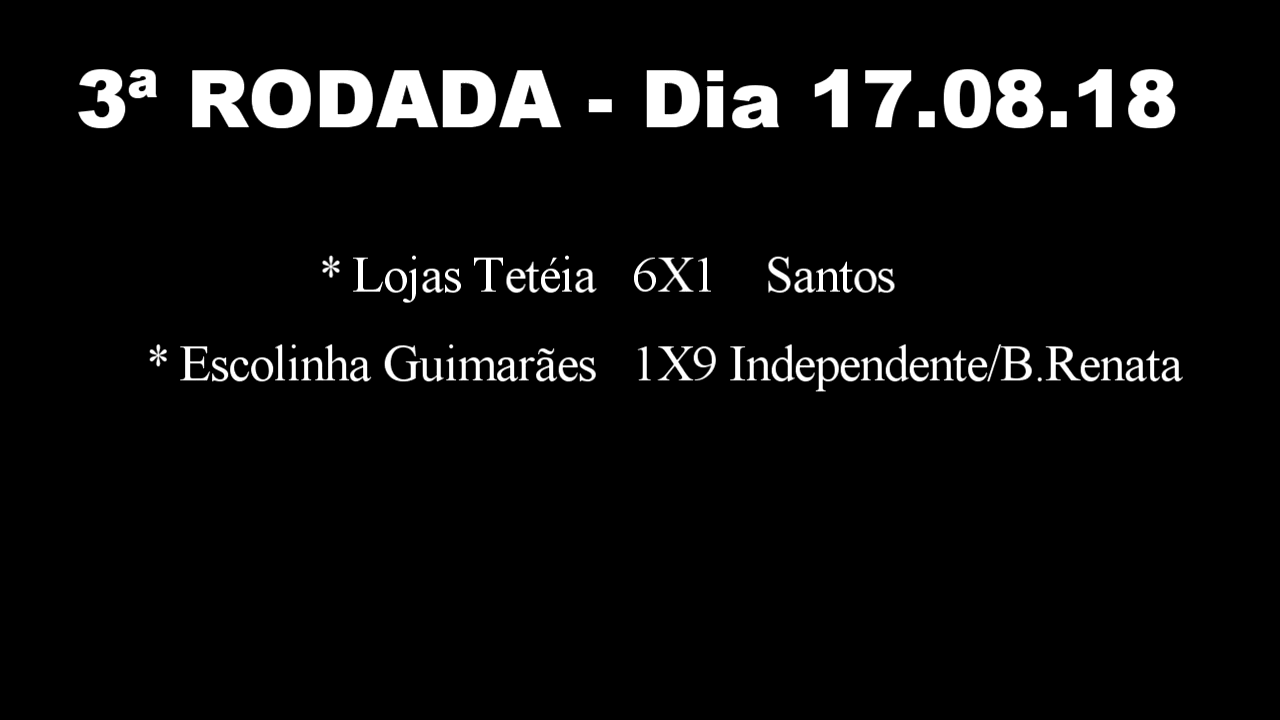 3ª RODADA - Dia 17.08.18
* Lojas Tetéia 6X1 Santos
* Escolinha Guimarães 1X9 Independente/B.Renata